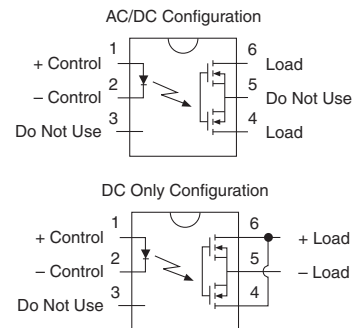 AC/DC Configuration
1 6
+ Control Load
2 5
– Control Do Not Use
3 4
Do Not Use Load
DC Only Configuration
1 6
+ Control + Load
2 5
– Control – Load
3 4
Do Not Use